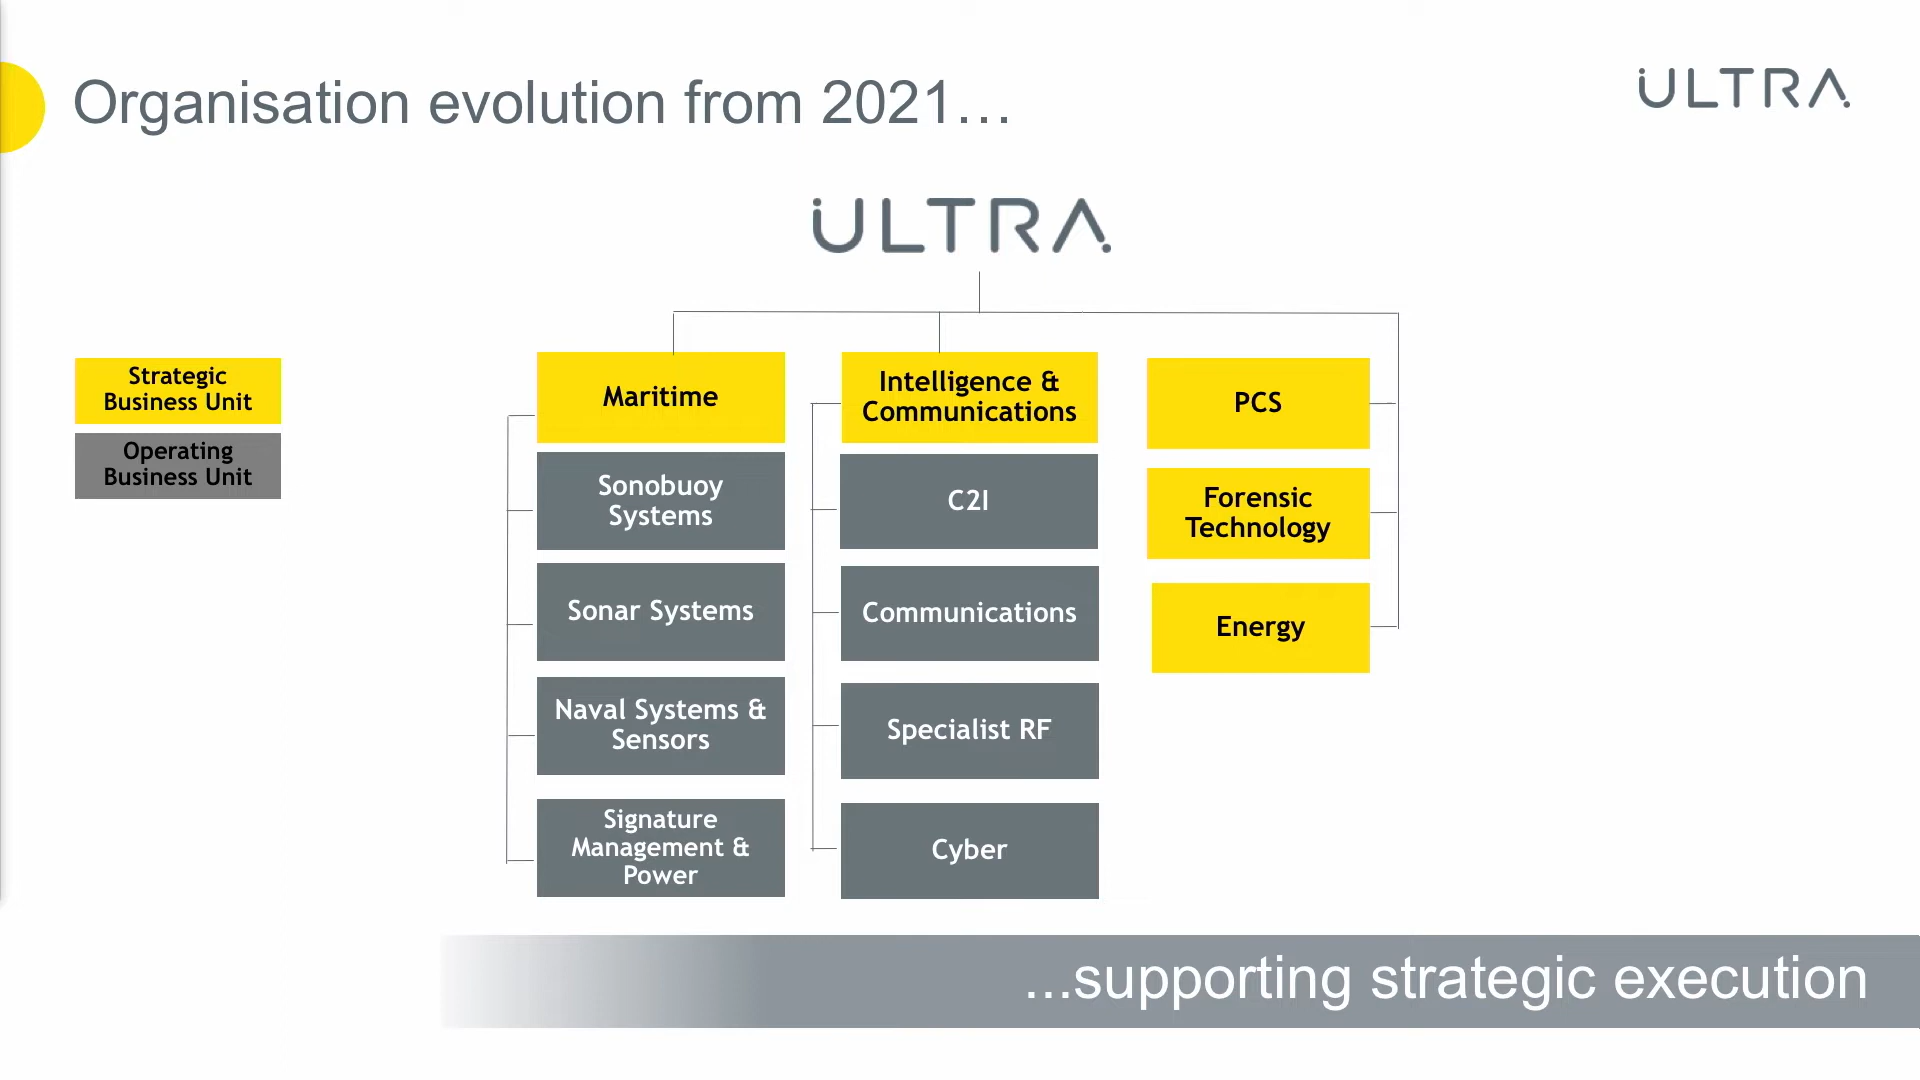 Organisation evolution from 2021…
ULTRA
ULTRA
Strategic
Business Unit
Operating
Business Unit
Maritime
Sonobuoy
Systems
Sonar Systems
Naval Systems &
Sensors
Signature
Management &
Power
Intelligence &
Communications
C2I
Communications
Specialist RF
Cyber
PCS
Forensic
Technology
Energy
...supporting strategic execution